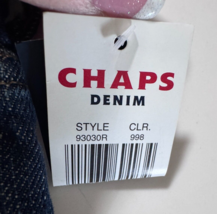 CHAPS
DENIM
STYLE CLR.
93030R 998